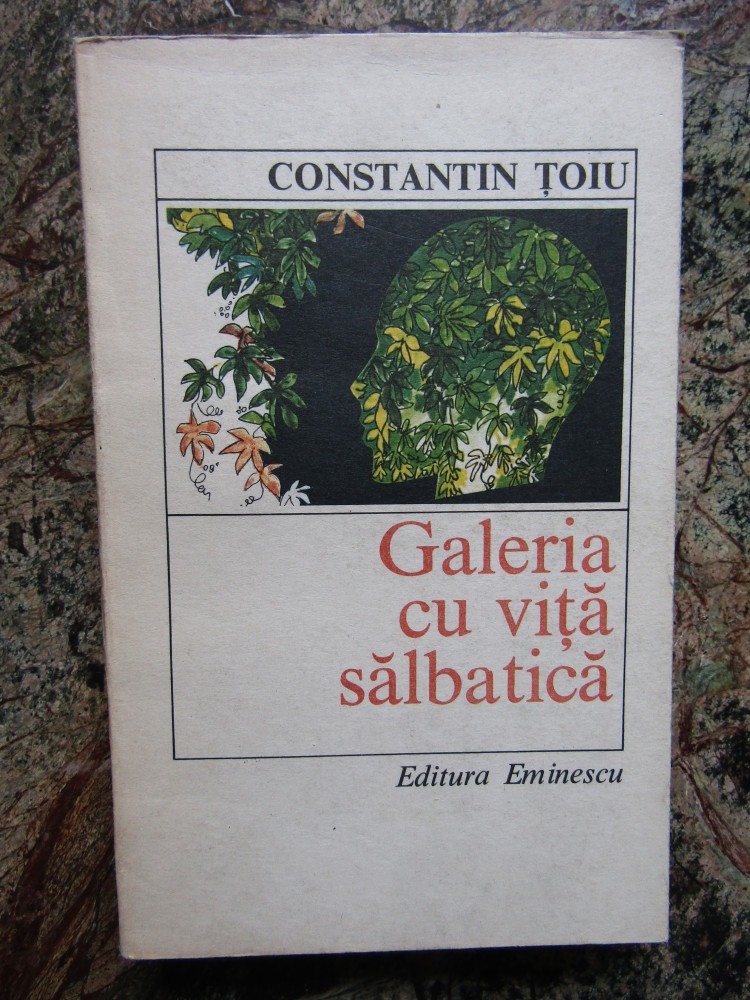 CONSTANTIN ȚOIU
Galeria
cu viță
sălbatică
Editura Eminescu